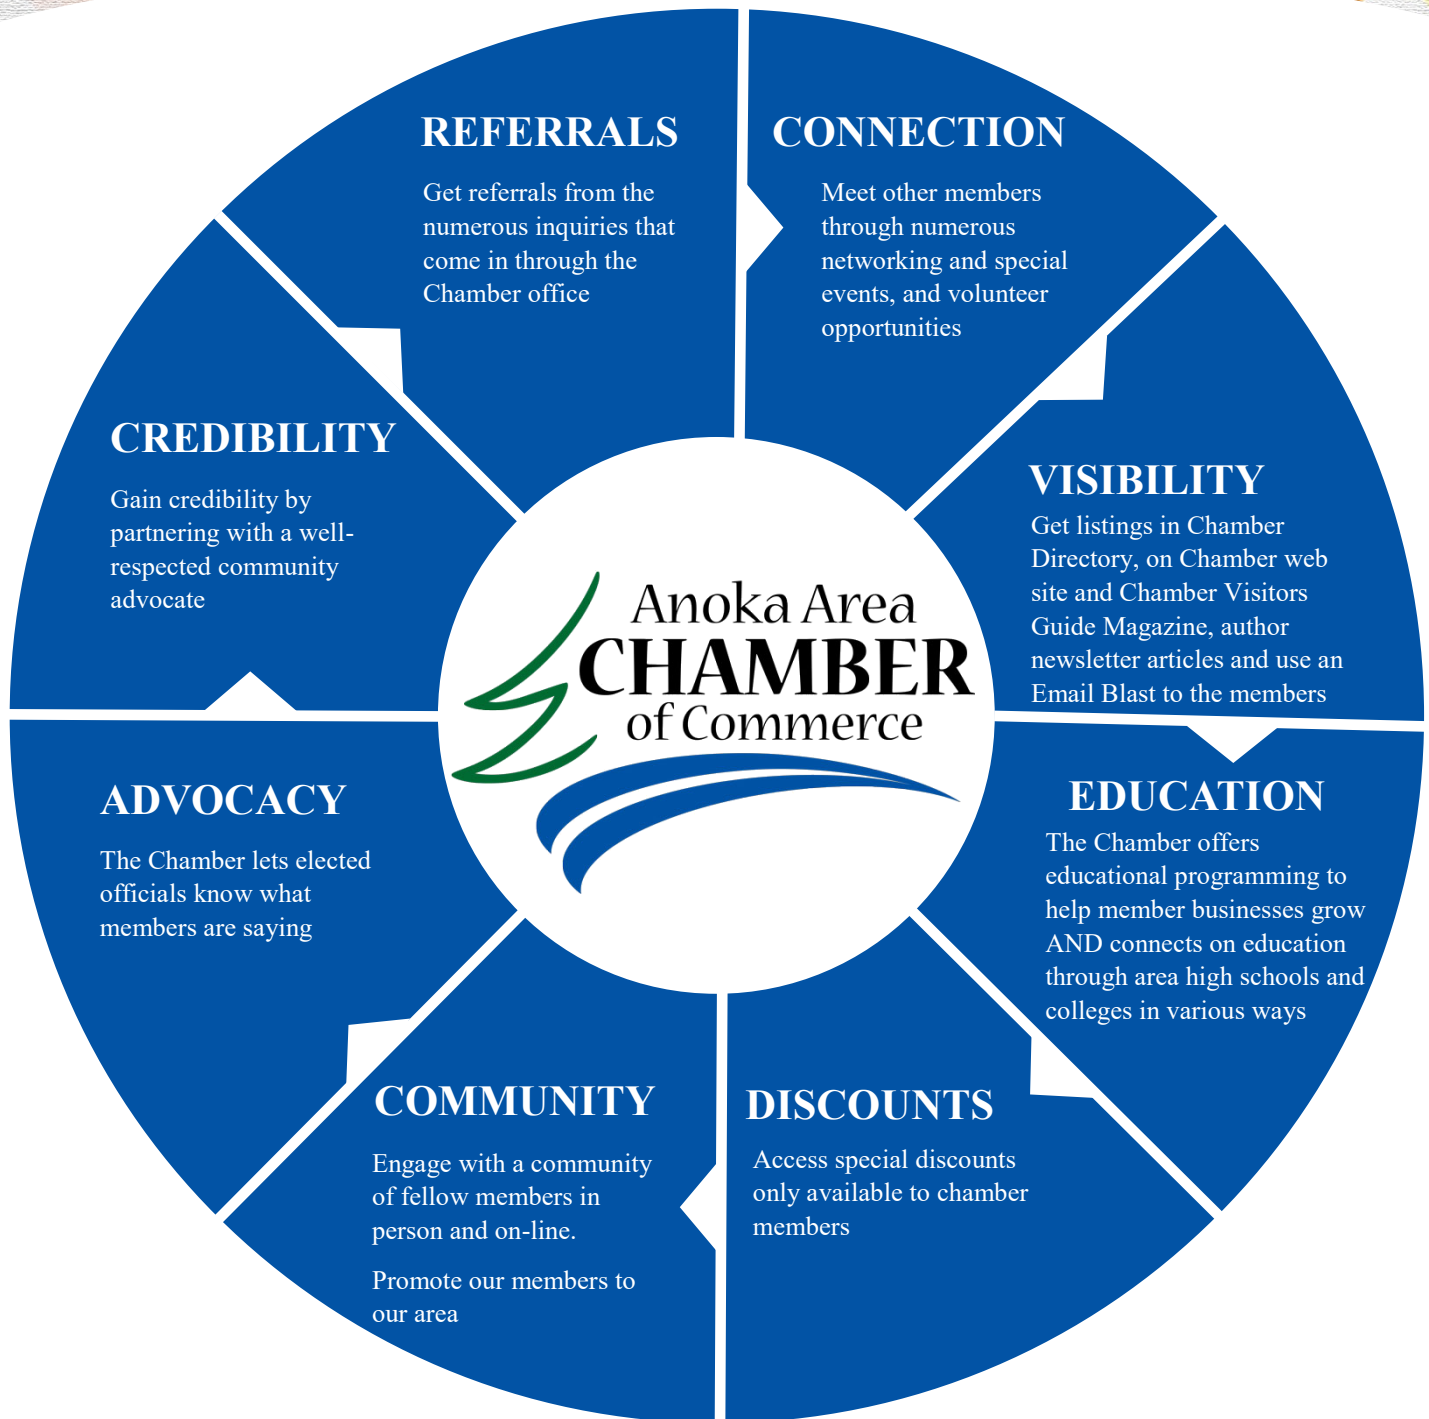 REFERRALS
Get referrals from the
numerous inquiries that
come in through the
Chamber office
CONNECTION
Meet other members
through numerous
networking and special
events, and volunteer
opportunities
VISIBILITY
Get listings in Chamber
Directory, on Chamber web
site and Chamber Visitors
Guide Magazine, author
newsletter articles and use an
Email Blast to the members
EDUCATION
The Chamber offers
educational programming to
help member businesses grow
AND connects on education
through area high schools and
colleges in various ways
DISCOUNTS
Access special discounts
only available to chamber
members
COMMUNITY
Engage with a community
of fellow members in
person and on-line.
Promote our members to
our area
ADVOCACY
The Chamber lets elected
officials know what
members are saying
CREDIBILITY
Gain credibility by
partnering with a well-
respected community
advocate
Anoka Area
CHAMBER
of Commerce